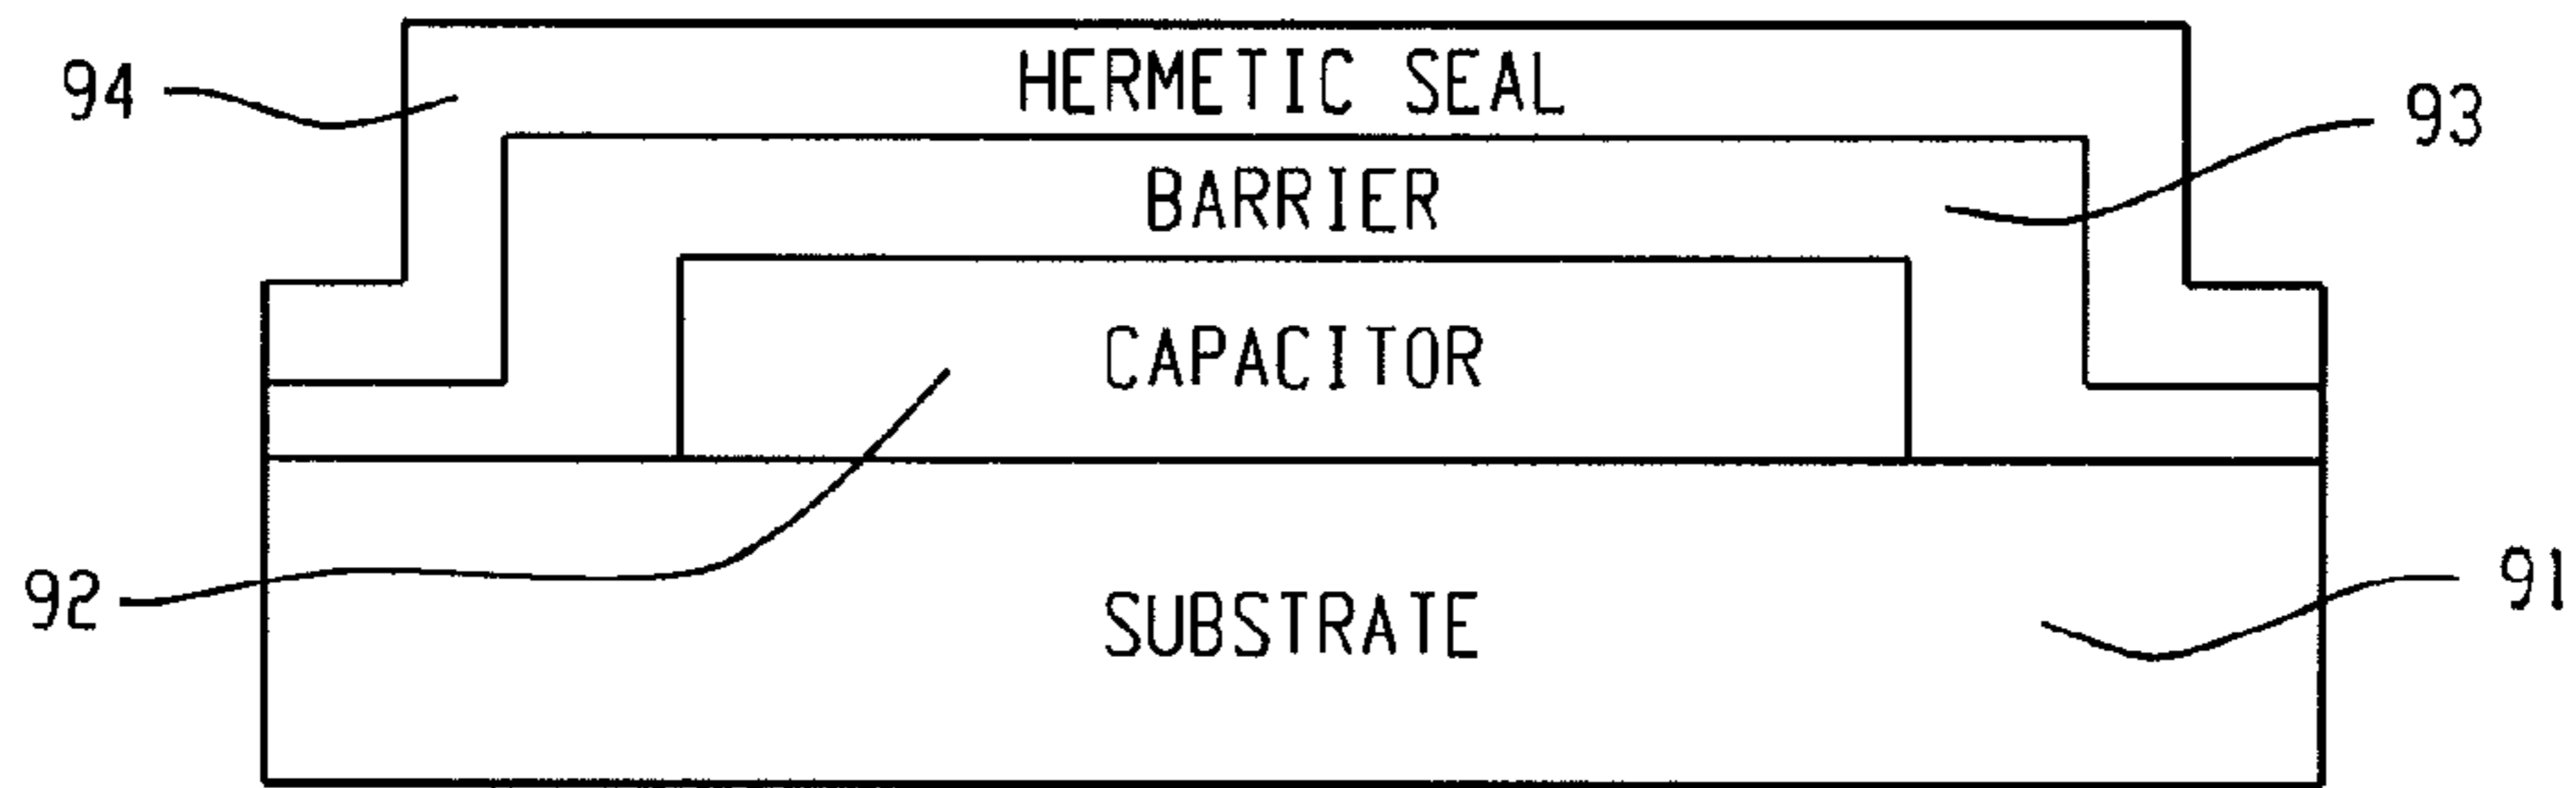 HERMETIC SEAL
94
93
BARRIER
CAPACITOR
92
SUBSTRATE
91